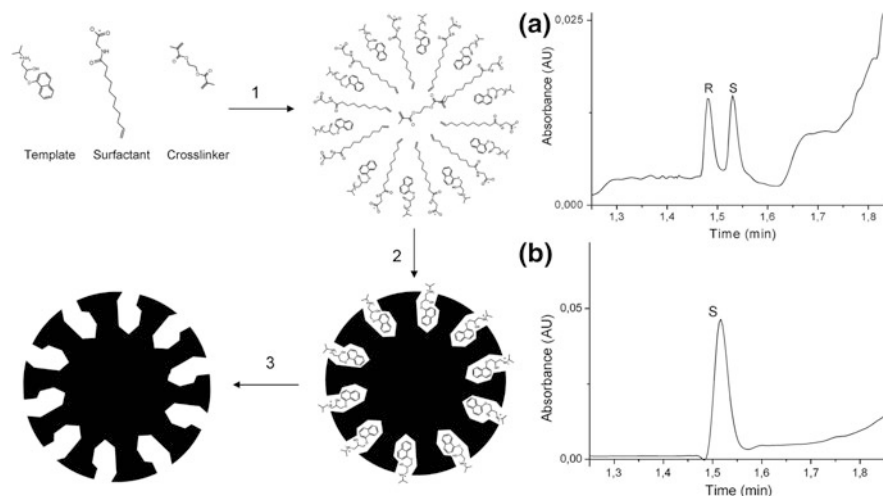 Template Surfactant Crosslinker
1
2
3
(a)
0,025
R S
Absorbance (AU)
0,000
1,3 1,4 1,5 1,6 1,7 1,8
Time (min)
(b)
S
0,05
Absorbance (AU)
0,00
1,3 1,4 1,5 1,6 1,7 1,8
Time (min)